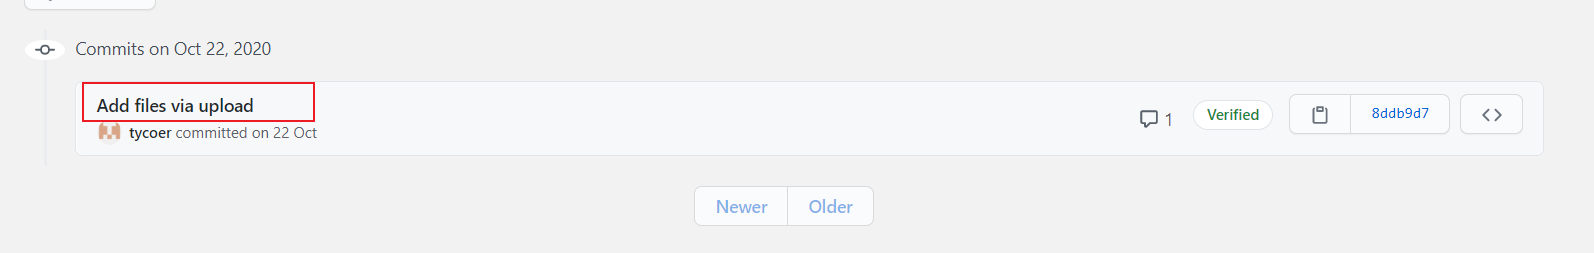 Commits on Oct 22, 2020
Add files via upload
tycoer committed on 22 Oct
1
Verified
8ddb9d7
Newer
Older